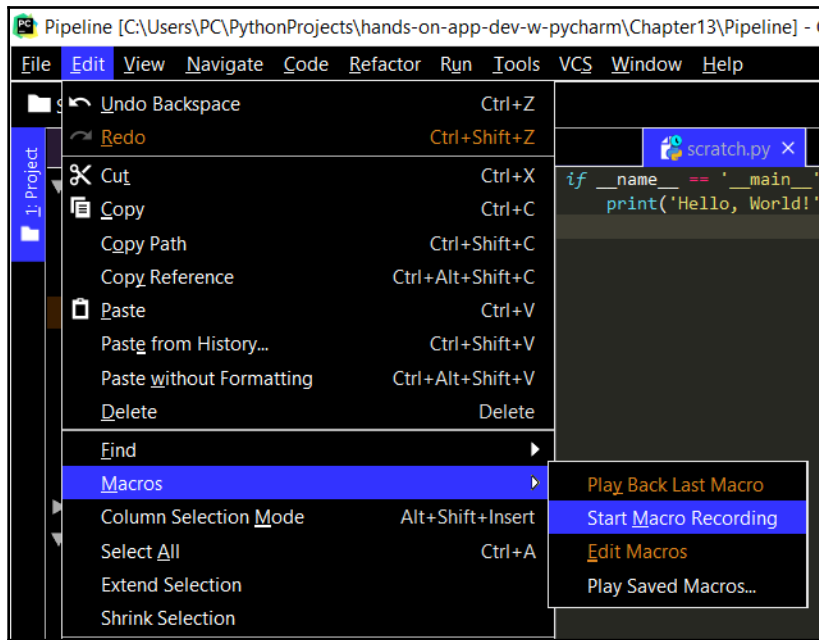 PC Pipeline [C:\Users\PC\PythonProjects\hands-on-app-dev-w-pycharm\Chapter13\Pipeline] -
File Edit View Navigate Code Refactor Run Tools VCS Window Help
Undo Backspace Ctrl+Z
Redo Ctrl+Shift+Z
Cut Ctrl+X
Copy Ctrl+C
Copy Path Ctrl+Shift+C
Copy Reference Ctrl+Alt+Shift+C
Paste Ctrl+V
Paste from History... Ctrl+Shift+V
Paste without Formatting Ctrl+Alt+Shift+V
Delete Delete
Find
Macros
Column Selection Mode Alt+Shift+Insert
Select All Ctrl+A
Extend Selection
Shrink Selection
Play Back Last Macro
Start Macro Recording
Edit Macros
Play Saved Macros...
1: Project
scratch.py
if __name__ == '__main__'
print('Hello, World!'